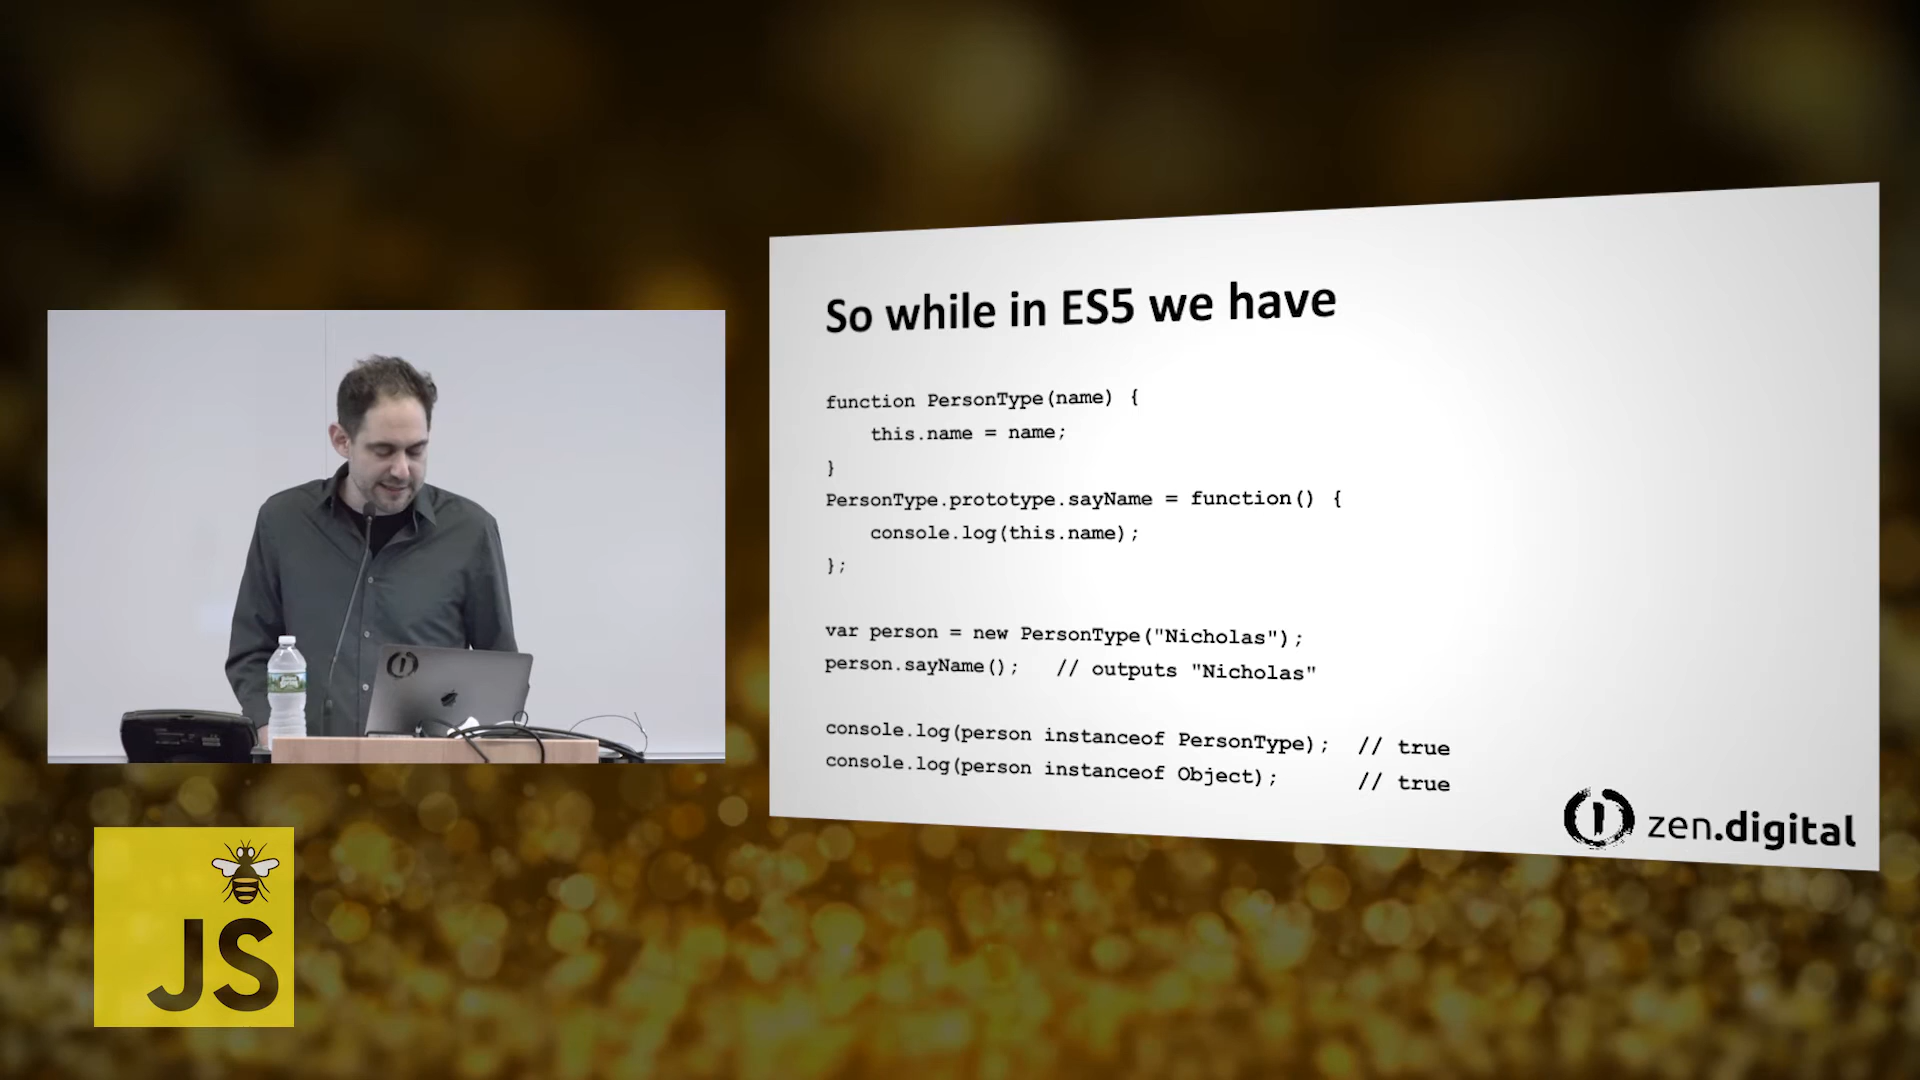 So while in ES5 we have
function PersonType(name) {
    this.name = name;
}
PersonType.prototype.sayName = function() {
    console.log(this.name);
};
var person = new PersonType("Nicholas");
person.sayName();   // outputs "Nicholas"
console.log(person instanceof PersonType);  // true
console.log(person instanceof Object);      // true
zen.digital
JS